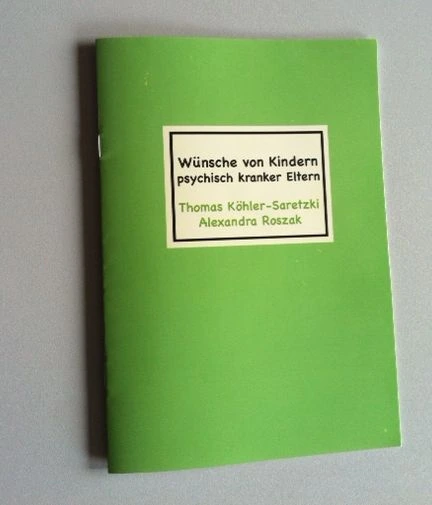 Wünsche von Kindern
psychisch kranker Eltern
Thomas Köhler-Saretzki
Alexandra Roszak